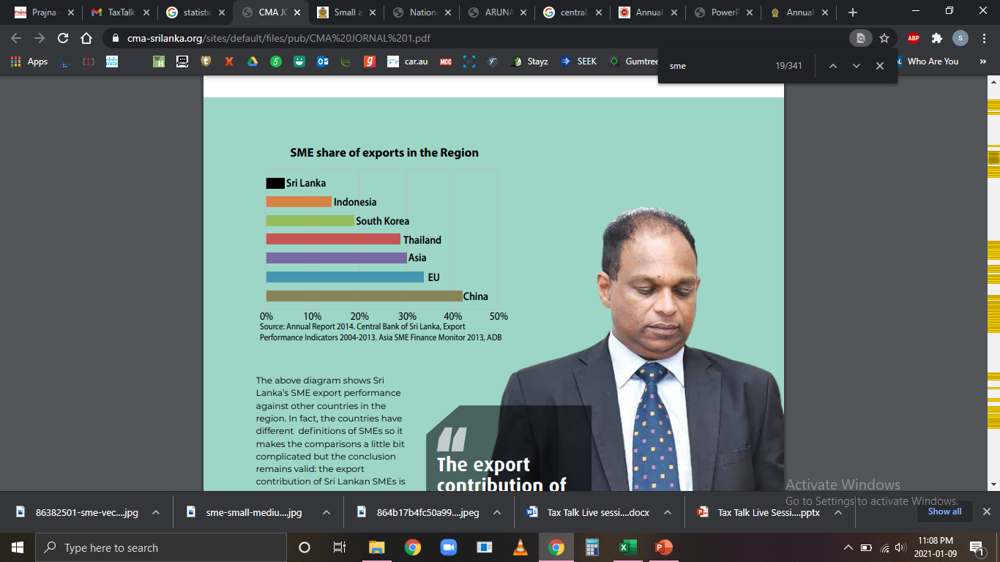 Prajna -
TaxTalk
statistic
CMA JO
Small a
Nationa
ARUNA
central
Annual
PowerP
Annual
cma-srilanka.org/sites/default/files/pub/CMA%20JORNAL%201.pdf
ABP
S
Apps
car.au
MCC
Stayz
SEEK
Gumtree
Who Are You
»
sme
19/341
SME share of exports in the Region
Sri Lanka
Indonesia
South Korea
Thailand
Asia
EU
China
0% 10% 20% 30% 40% 50%
Source: Annual Report 2014. Central Bank of Sri Lanka, Export
Performance Indicators 2004-2013. Asia SME Finance Monitor 2013, ADB
The above diagram shows Sri
Lanka's SME export performance
against other countries in the
region. In fact, the countries have
different definitions of SMEs so it
makes the comparisons a little bit
complicated but the conclusion
remains valid: the export
contribution of Sri Lankan SMEs is
“
The export
contribution of
Activate Windows
Go to Settings to activate Windows.
86382501-sme-vec....jpg
sme-small-mediu....jpg
864b17b4fc50a99....jpeg
Tax Talk Live sessi....docx
Tax Talk Live Sessi....pptx
Show all
Type here to search
11:08 PM
2021-01-09
1